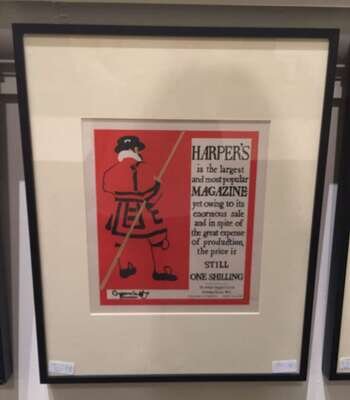 HARPER'S
is the largest
and most popular
MAGAZINE
yet owing to its
enormous sale
and in spite of
the great expense
of production,
the price is
STILL
ONE SHILLING